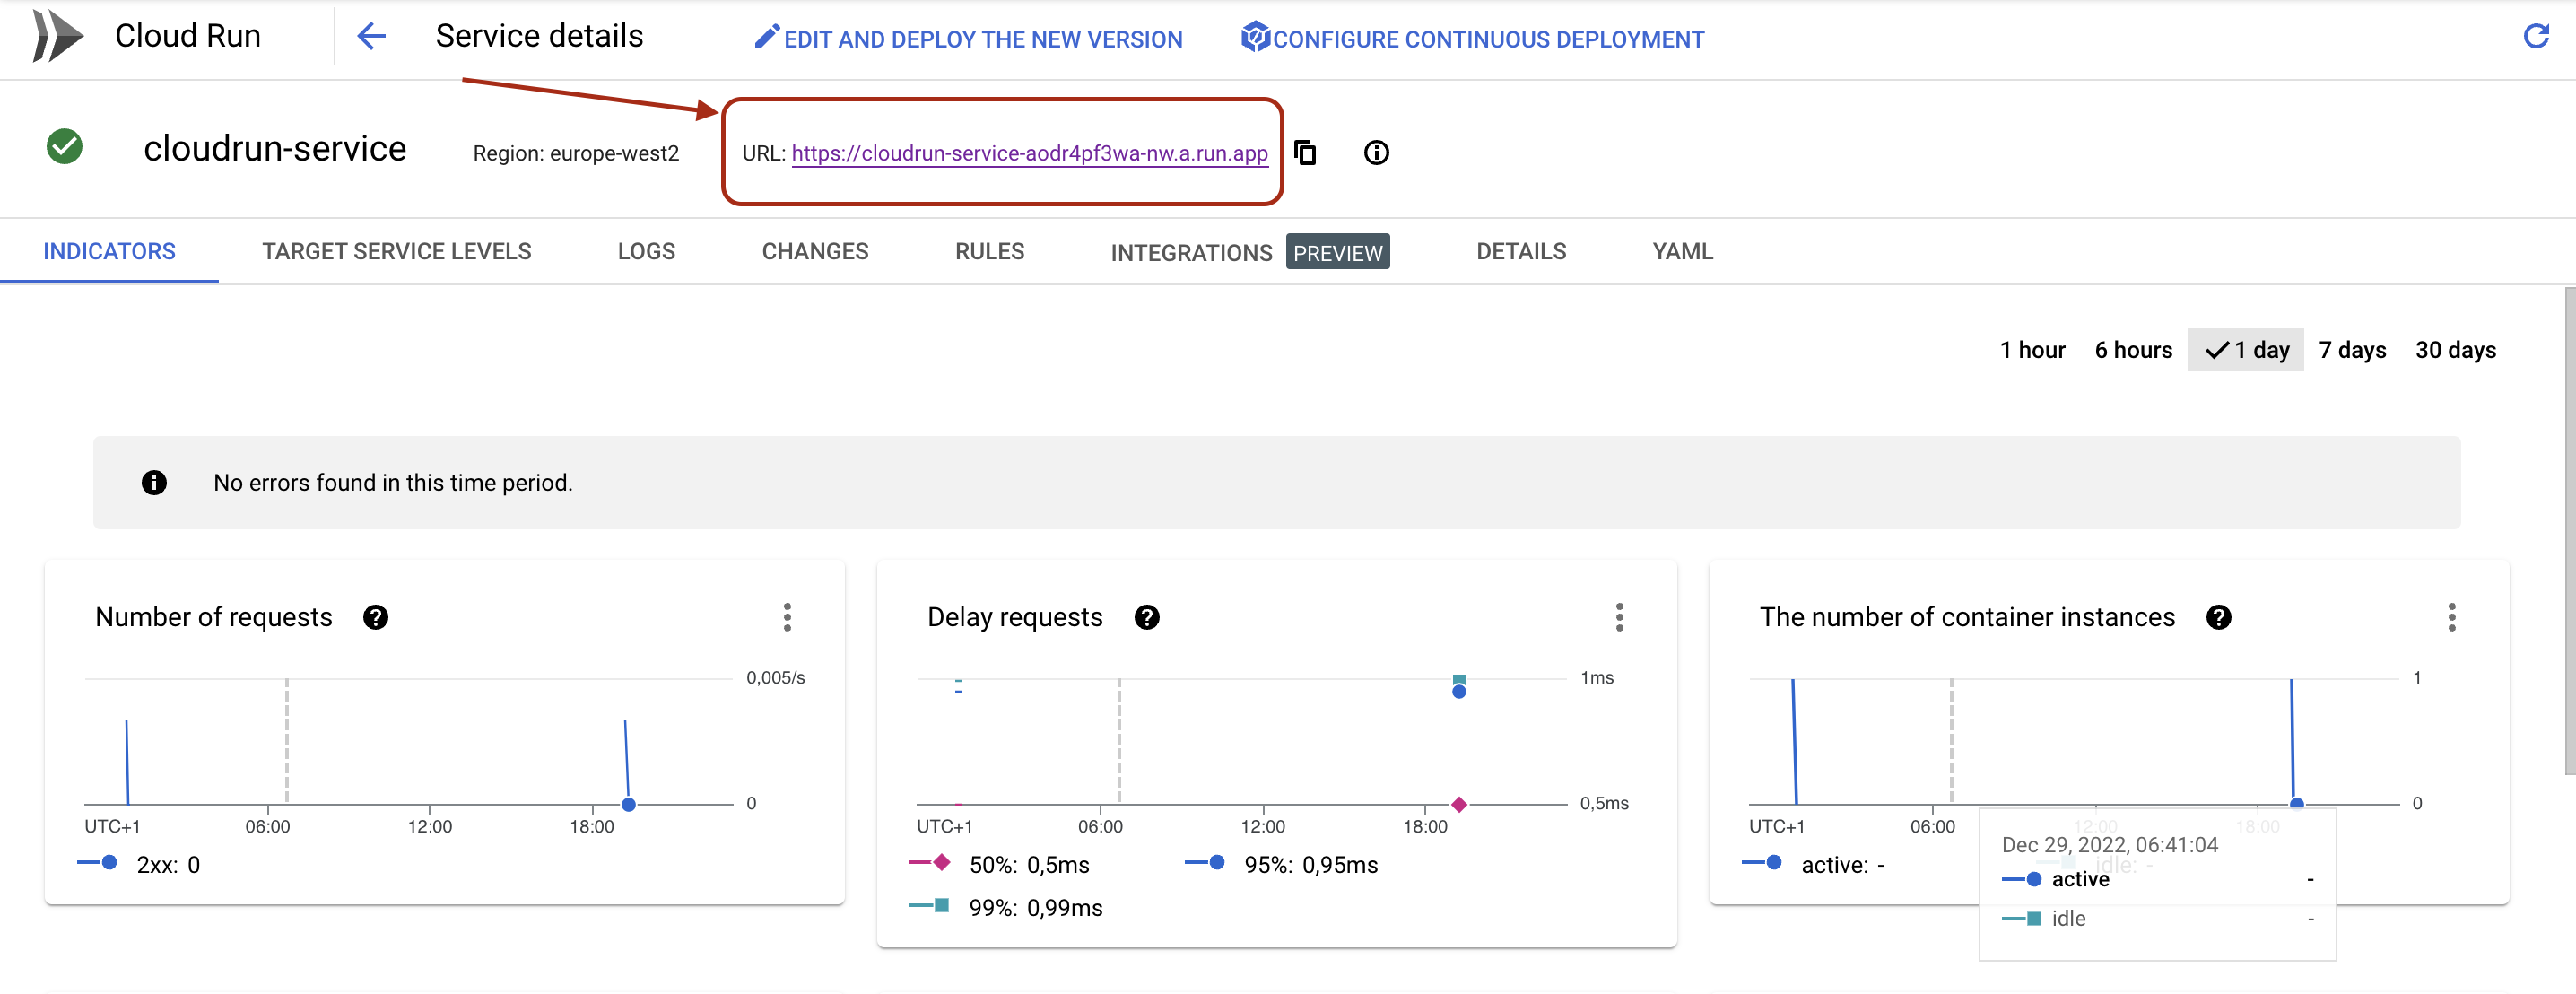 Cloud Run
Service details
EDIT AND DEPLOY THE NEW VERSION
CONFIGURE CONTINUOUS DEPLOYMENT
cloudrun-service
Region: europe-west2
URL: https://cloudrun-service-aodr4pf3wa-nw.a.run.app
INDICATORS
TARGET SERVICE LEVELS
LOGS
CHANGES
RULES
INTEGRATIONS PREVIEW
DETAILS
YAML
1 hour
6 hours
1 day
7 days
30 days
No errors found in this time period.
Number of requests
0,005/s
0
UTC+1 06:00 12:00 18:00
2xx: 0
Delay requests
1ms
0,5ms
UTC+1 06:00 12:00 18:00
50%: 0,5ms
95%: 0,95ms
99%: 0,99ms
The number of container instances
1
0
UTC+1 06:00 12:00 18:00
active: -
idle: -
Dec 29, 2022, 06:41:04
active -
idle -